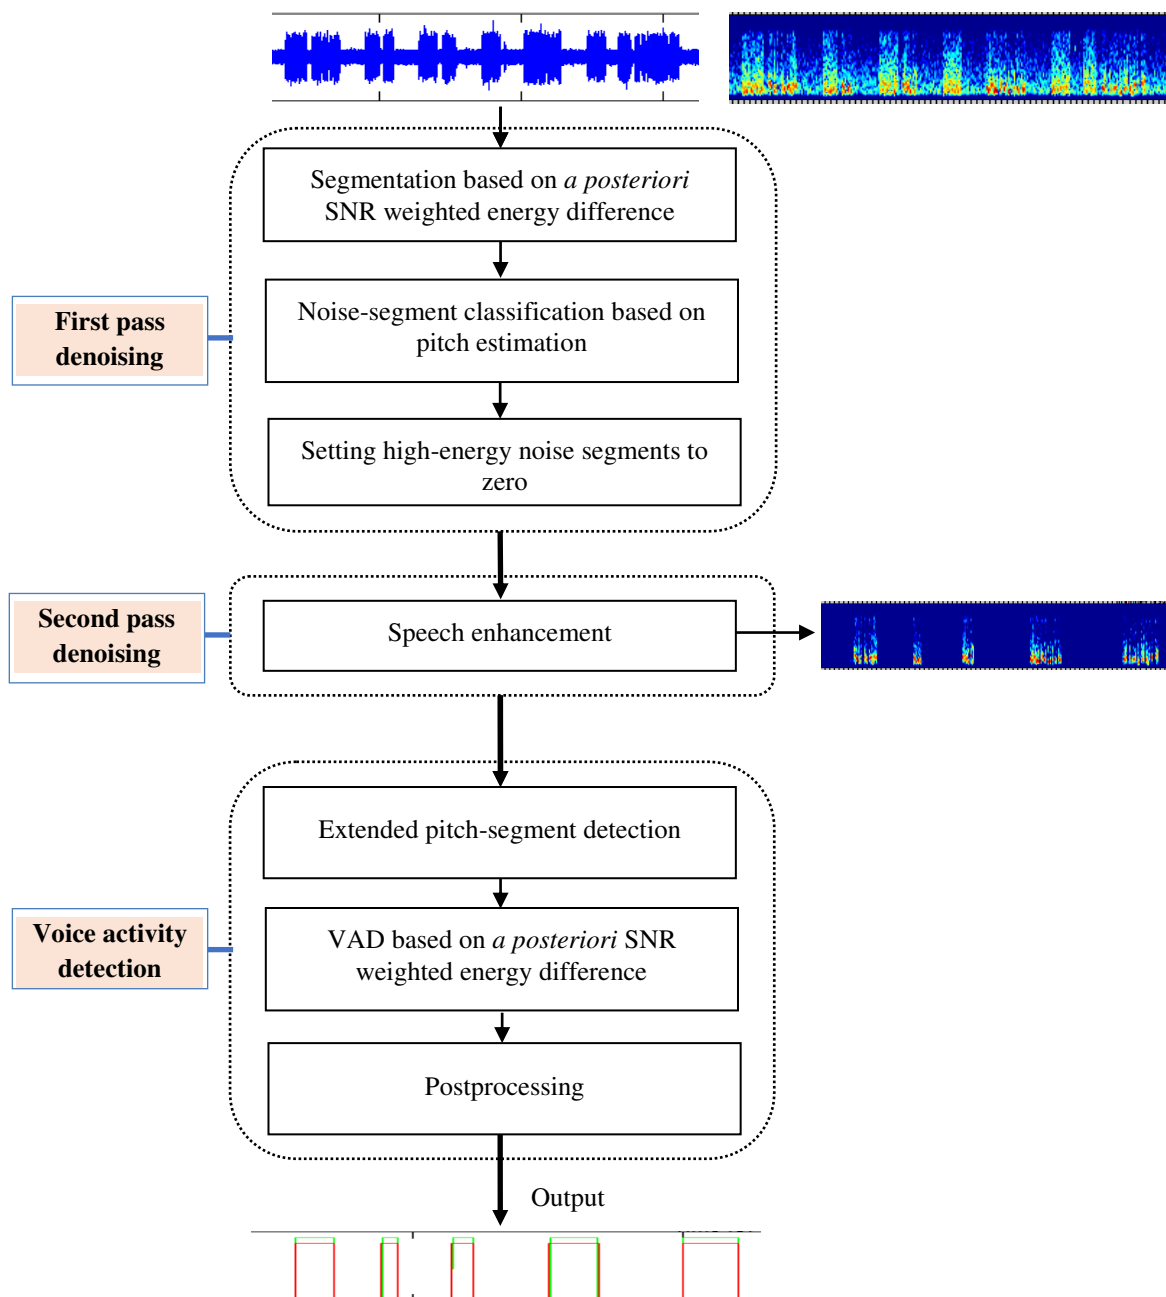 Segmentation based on a posteriori
SNR weighted energy difference
Noise-segment classification based on
pitch estimation
First pass
denoising
Setting high-energy noise segments to
zero
Second pass
denoising
Speech enhancement
Extended pitch-segment detection
Voice activity
detection
VAD based on a posteriori SNR
weighted energy difference
Postprocessing
Output